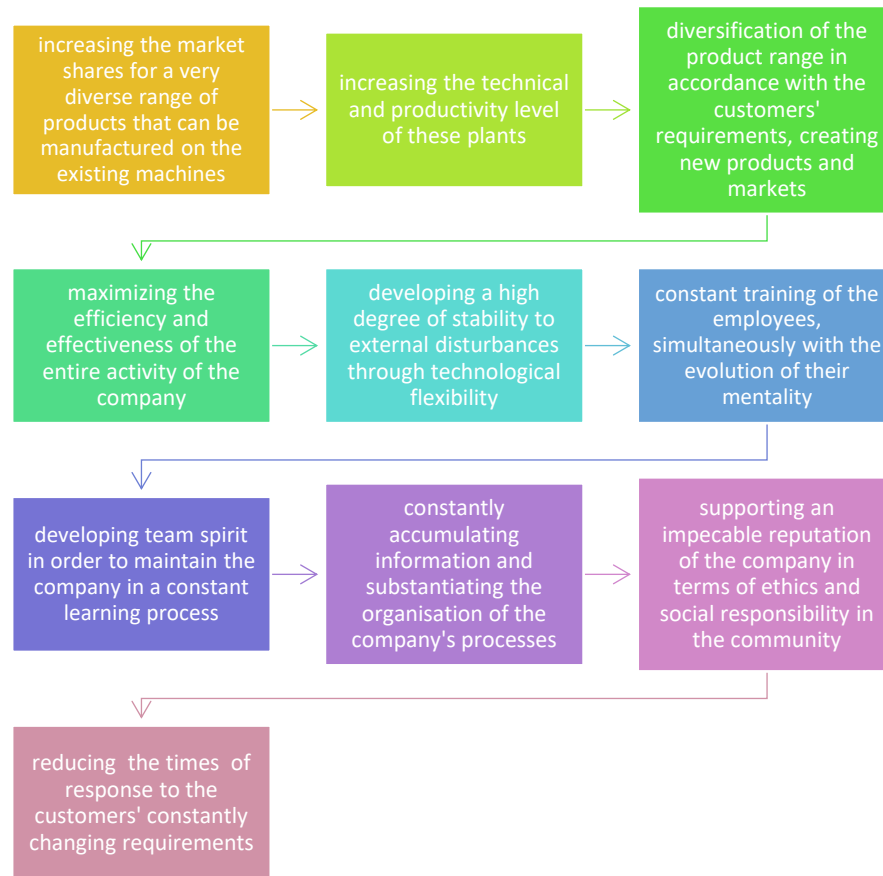 increasing the market
shares for a very
diverse range of
products that can be
manufactured on the
existing machines
increasing the technical
and productivity level
of these plants
diversification of the
product range in
accordance with the
customers'
requirements, creating
new products and
markets
maximizing the
efficiency and
effectiveness of the
entire activity of the
company
developing a high
degree of stability to
external disturbances
through technological
flexibility
constant training of the
employees,
simultaneously with the
evolution of their
mentality
developing team spirit
in order to maintain the
company in a constant
learning process
constantly
accumulating
information and
substantiating the
organisation of the
company's processes
supporting an
impeccable reputation
of the company in
terms of ethics and
social responsibility in
the community
reducing  the times  of
response to the
customers' constantly
changing requirements